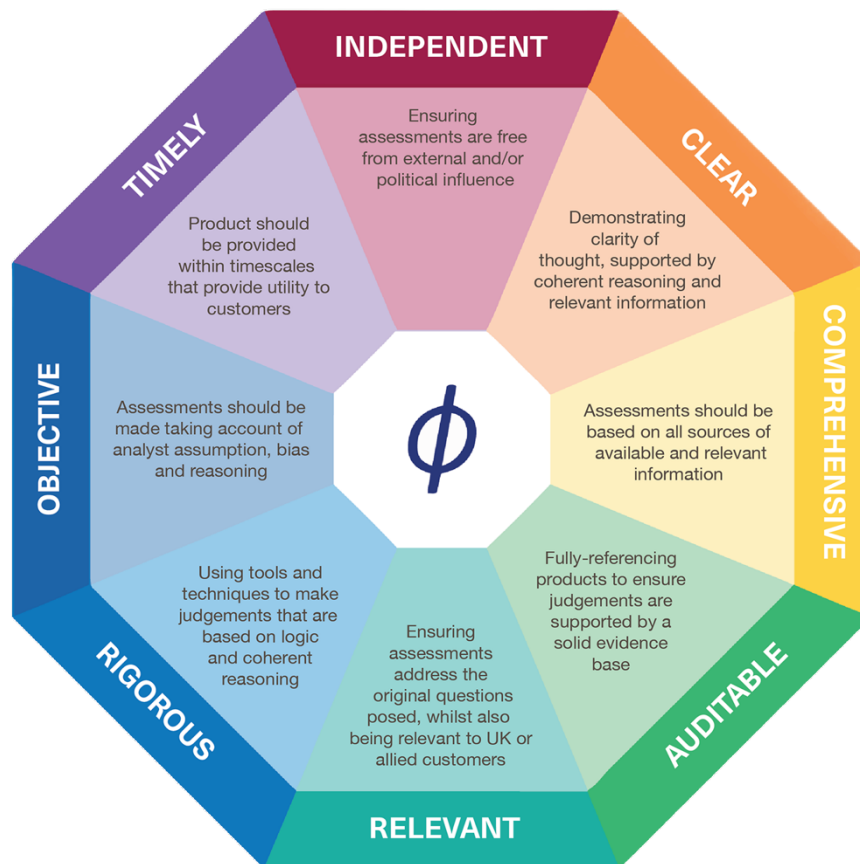 INDEPENDENT
Ensuring
assessments are free
from external and/or
political influence
CLEAR
Demonstrating
clarity of
thought, supported by
coherent reasoning and
relevant information
COMPREHENSIVE
Assessments should be
based on all sources of
available and relevant
information
AUDITABLE
Fully-referencing
products to ensure
judgements are
supported by a
solid evidence
base
RELEVANT
Ensuring
assessments
address the
original questions
posed, whilst also
being relevant to UK or
allied customers
RIGOROUS
Using tools and
techniques to make
judgements that are
based on logic
and coherent
reasoning
OBJECTIVE
Assessments should be
made taking account of
analyst assumption, bias
and reasoning
TIMELY
Product should
be provided
within timescales
that provide utility to
customers
ϕ